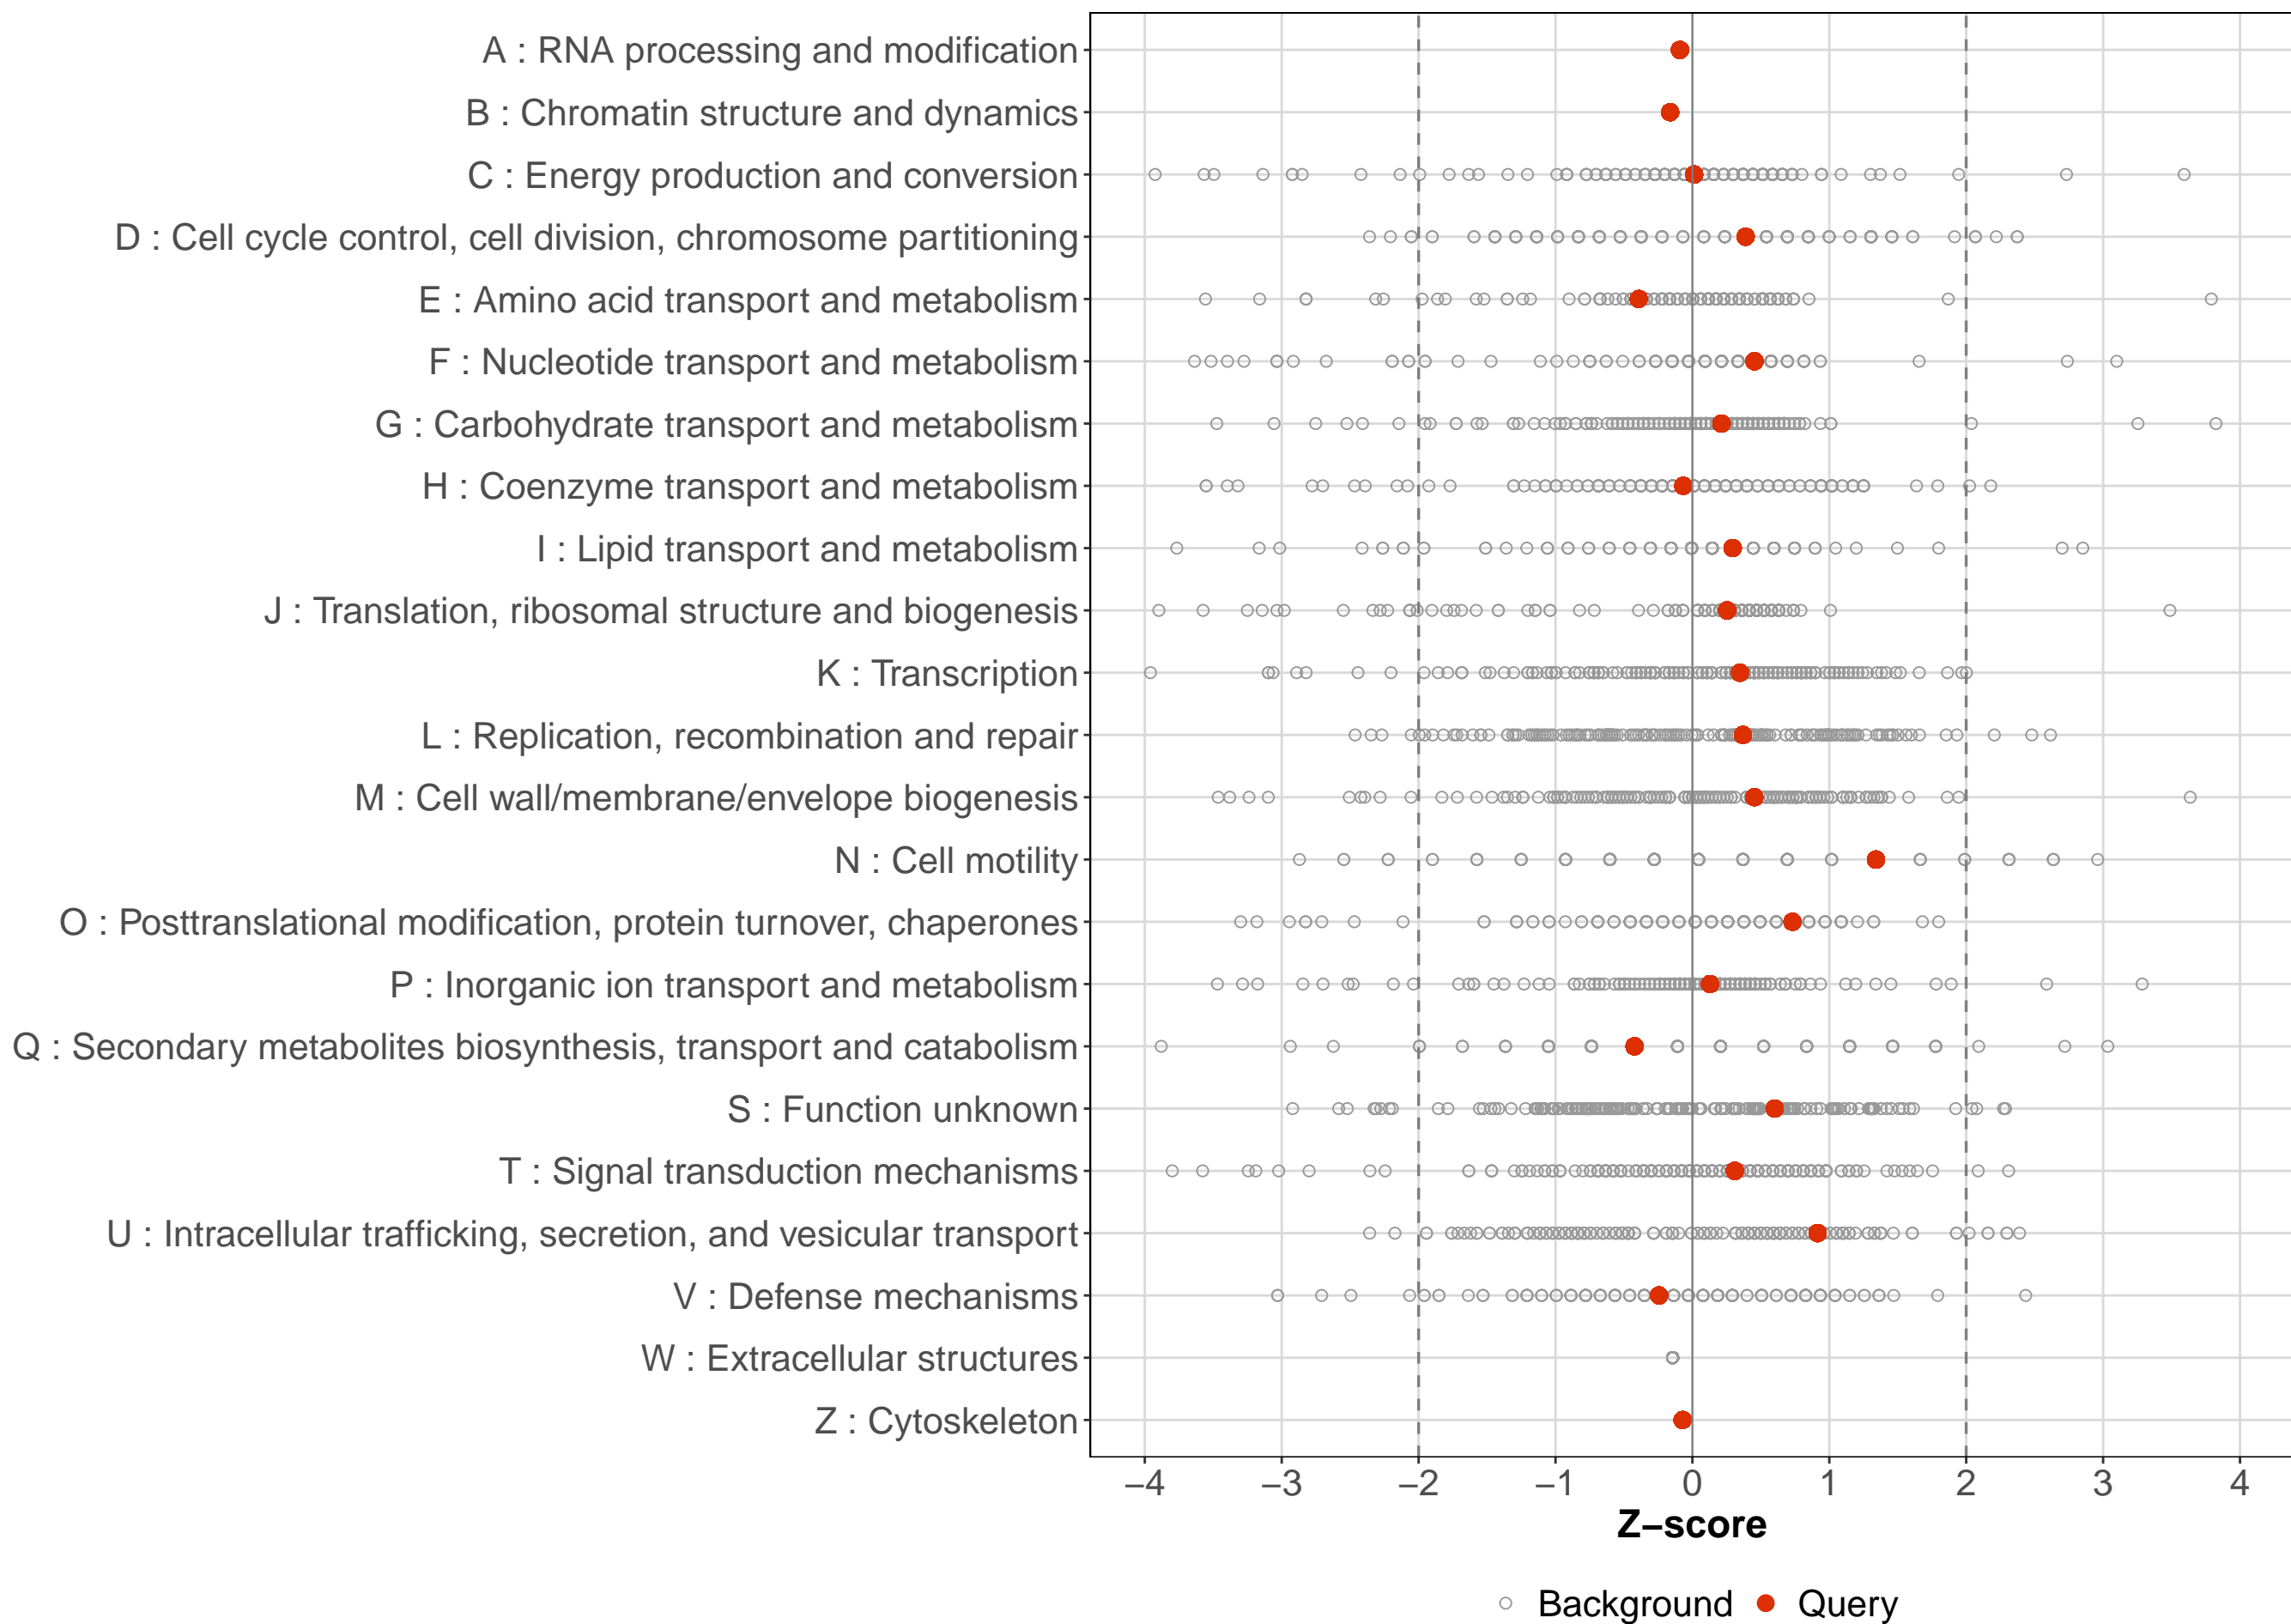 A : RNA processing and modification
B : Chromatin structure and dynamics
C : Energy production and conversion
D : Cell cycle control, cell division, chromosome partitioning
E : Amino acid transport and metabolism
F : Nucleotide transport and metabolism
G : Carbohydrate transport and metabolism
H : Coenzyme transport and metabolism
I : Lipid transport and metabolism
J : Translation, ribosomal structure and biogenesis
K : Transcription
L : Replication, recombination and repair
M : Cell wall/membrane/envelope biogenesis
N : Cell motility
O : Posttranslational modification, protein turnover, chaperones
P : Inorganic ion transport and metabolism
Q : Secondary metabolites biosynthesis, transport and catabolism
S : Function unknown
T : Signal transduction mechanisms
U : Intracellular trafficking, secretion, and vesicular transport
V : Defense mechanisms
W : Extracellular structures
Z : Cytoskeleton
−4 −3 −2 −1 0 1 2 3 4
Z−score
Background Query